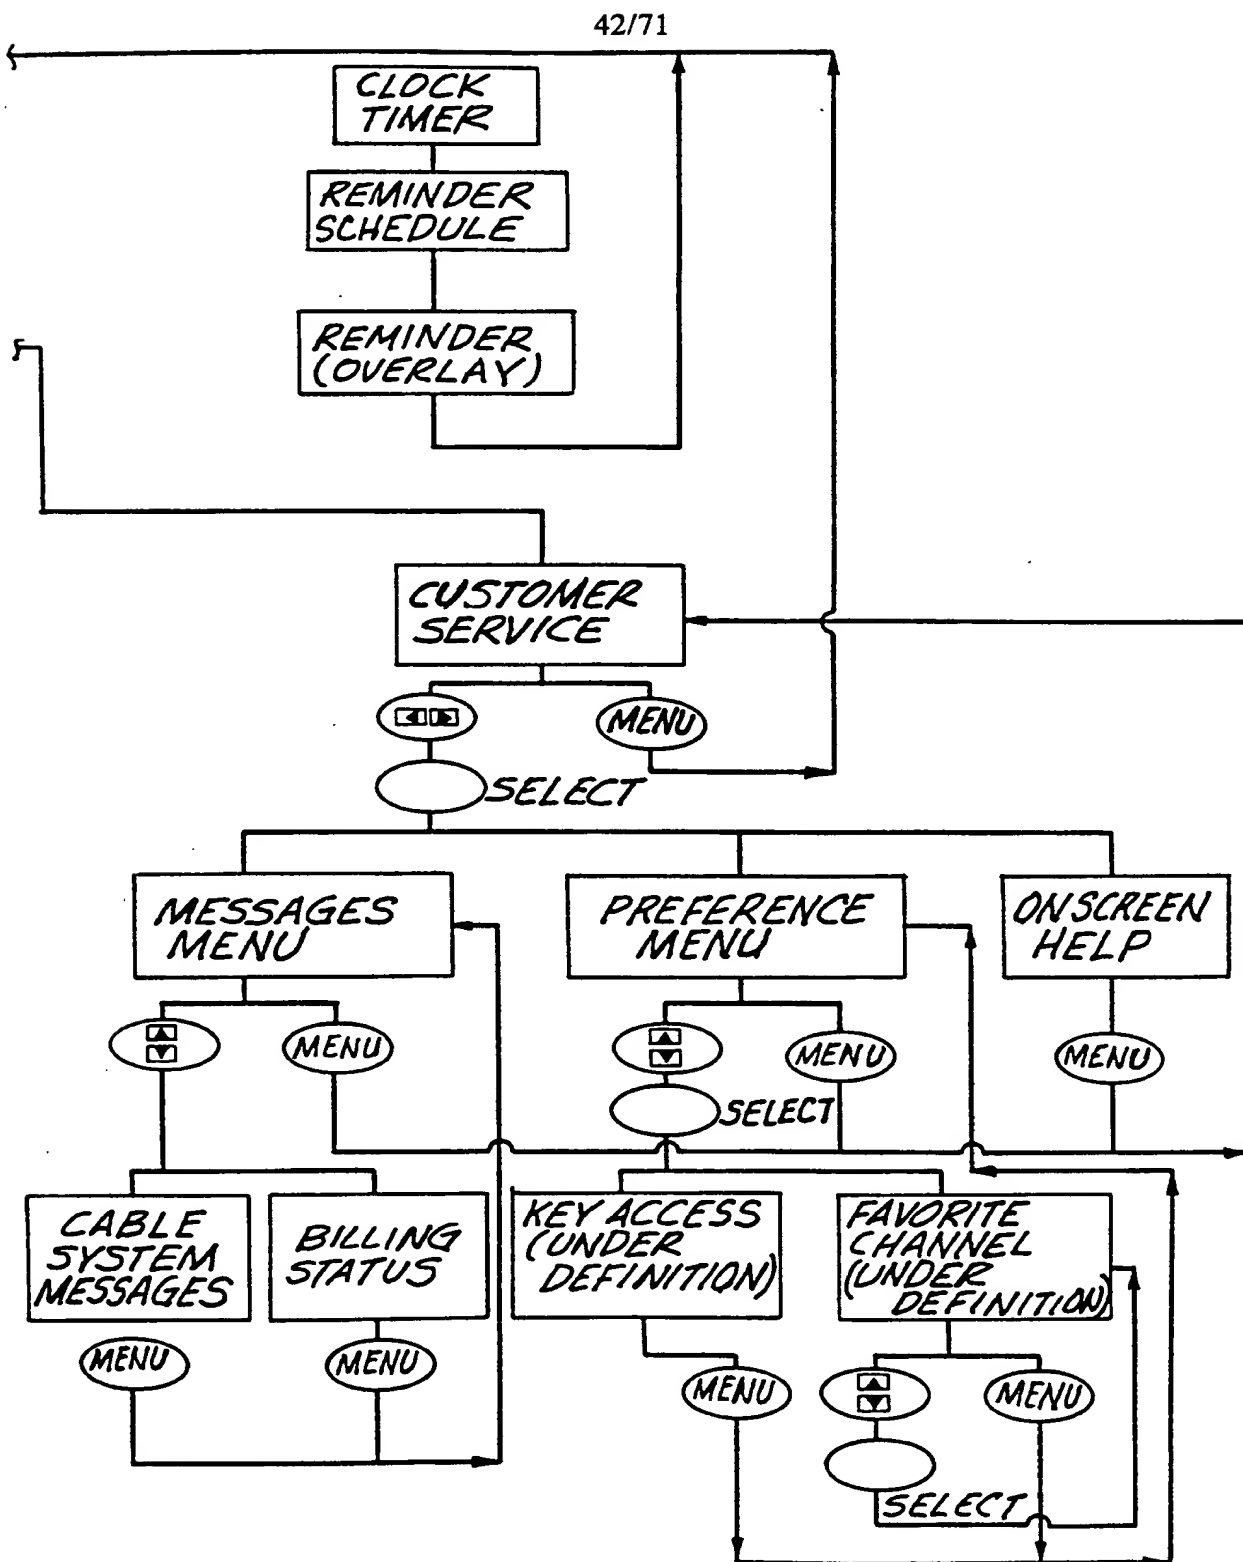 42/71
CLOCK
TIMER
REMINDER
SCHEDULE
REMINDER
(OVERLAY)
CUSTOMER
SERVICE
MENU
SELECT
MESSAGES
MENU
PREFERENCE
MENU
ON SCREEN
HELP
MENU
MENU
MENU
SELECT
CABLE
SYSTEM
MESSAGES
BILLING
STATUS
KEY ACCESS
(UNDER
DEFINITION)
FAVORITE
CHANNEL
(UNDER
DEFINITION)
MENU
MENU
MENU
MENU
SELECT